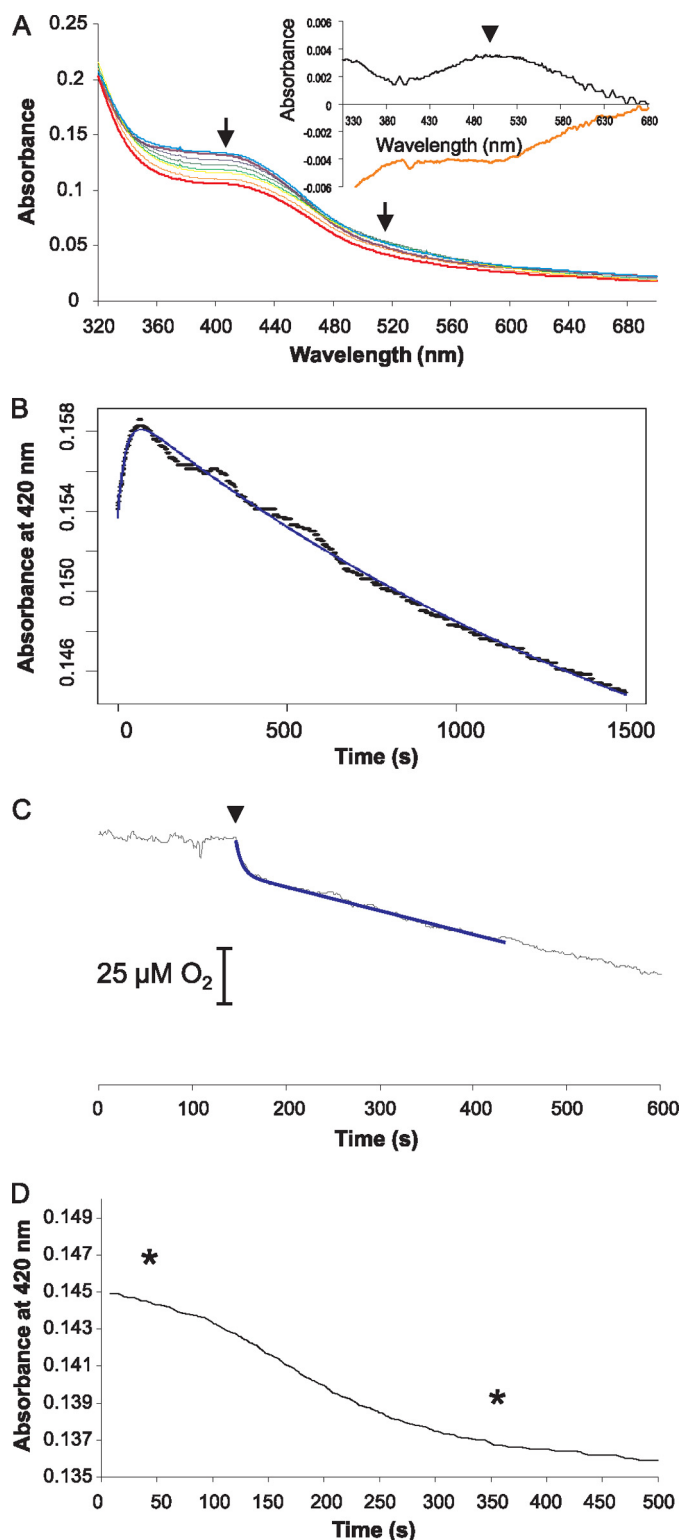 A
0.25
0.2
0.15
0.1
0.05
0
Absorbance
320 360 400 440 480 520 560 600 640 680
Wavelength (nm)
0.006
0.004
0.002
0
-0.002
-0.004
-0.006
Absorbance
330 380 430 480 530 580 630 680
Wavelength (nm)
B
0.158
0.154
0.150
0.146
Absorbance at 420 nm
0 500 1000 1500
Time (s)
C
25 µM O₂
0 100 200 300 400 500 600
Time (s)
D
0.149
0.147
0.145
0.143
0.141
0.139
0.137
0.135
Absorbance at 420 nm
*
*
0 50 100 150 200 250 300 350 400 450 500
Time (s)